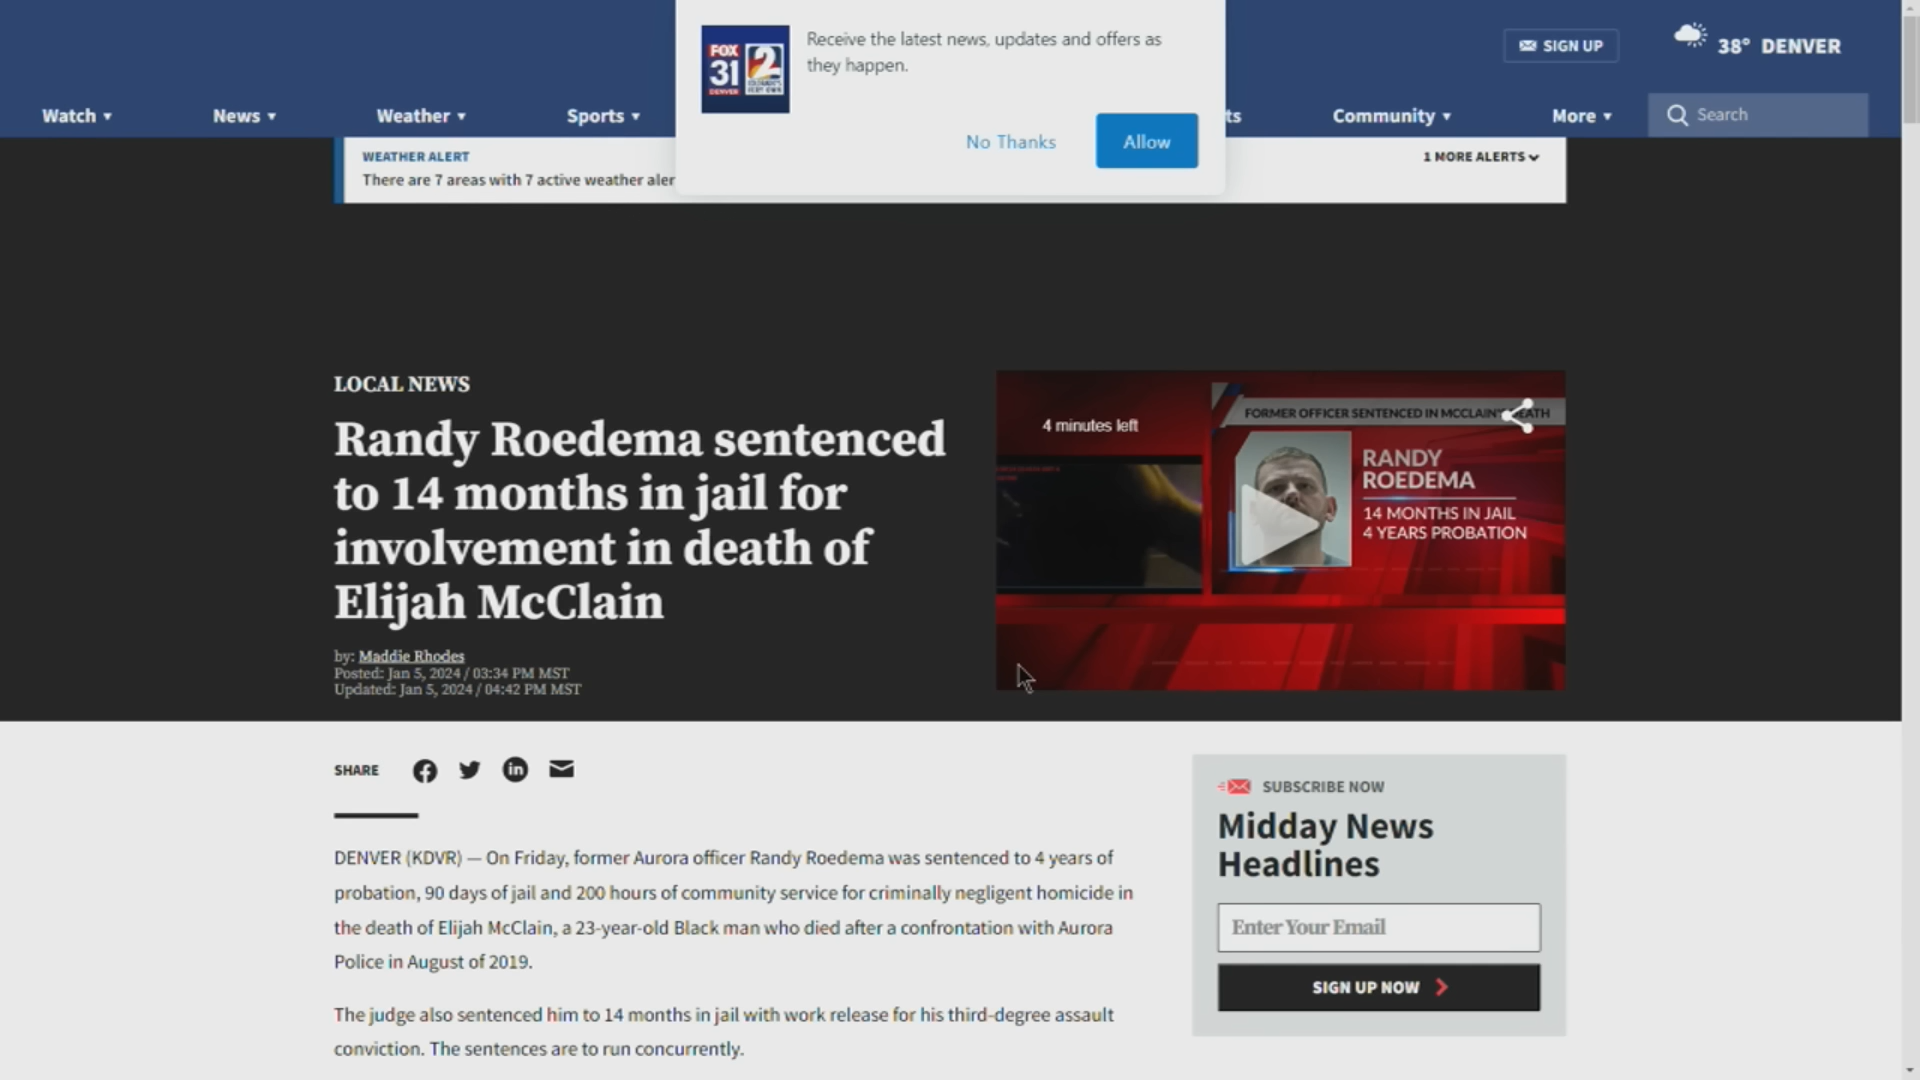 FOX
31
DENVER
2
COLORADO'S
VERY OWN
Receive the latest news, updates and offers as
they happen.
No Thanks
Allow
SIGN UP
38° DENVER
Watch
News
Weather
Sports
ts
Community
More
Search
WEATHER ALERT
There are 7 areas with 7 active weather aler
1 MORE ALERTS
LOCAL NEWS
Randy Roedema sentenced
to 14 months in jail for
involvement in death of
Elijah McClain
by: Maddie Rhodes
Posted: Jan 5, 2024 / 03:34 PM MST
Updated: Jan 5, 2024 / 04:42 PM MST
4 minutes left
FORMER OFFICER SENTENCED IN MCCLAIN'S DEATH
RANDY
ROEDEMA
14 MONTHS IN JAIL
4 YEARS PROBATION
SHARE
DENVER (KDVR) — On Friday, former Aurora officer Randy Roedema was sentenced to 4 years of
probation, 90 days of jail and 200 hours of community service for criminally negligent homicide in
the death of Elijah McClain, a 23-year-old Black man who died after a confrontation with Aurora
Police in August of 2019.
The judge also sentenced him to 14 months in jail with work release for his third-degree assault
conviction. The sentences are to run concurrently.
SUBSCRIBE NOW
Midday News
Headlines
Enter Your Email
SIGN UP NOW